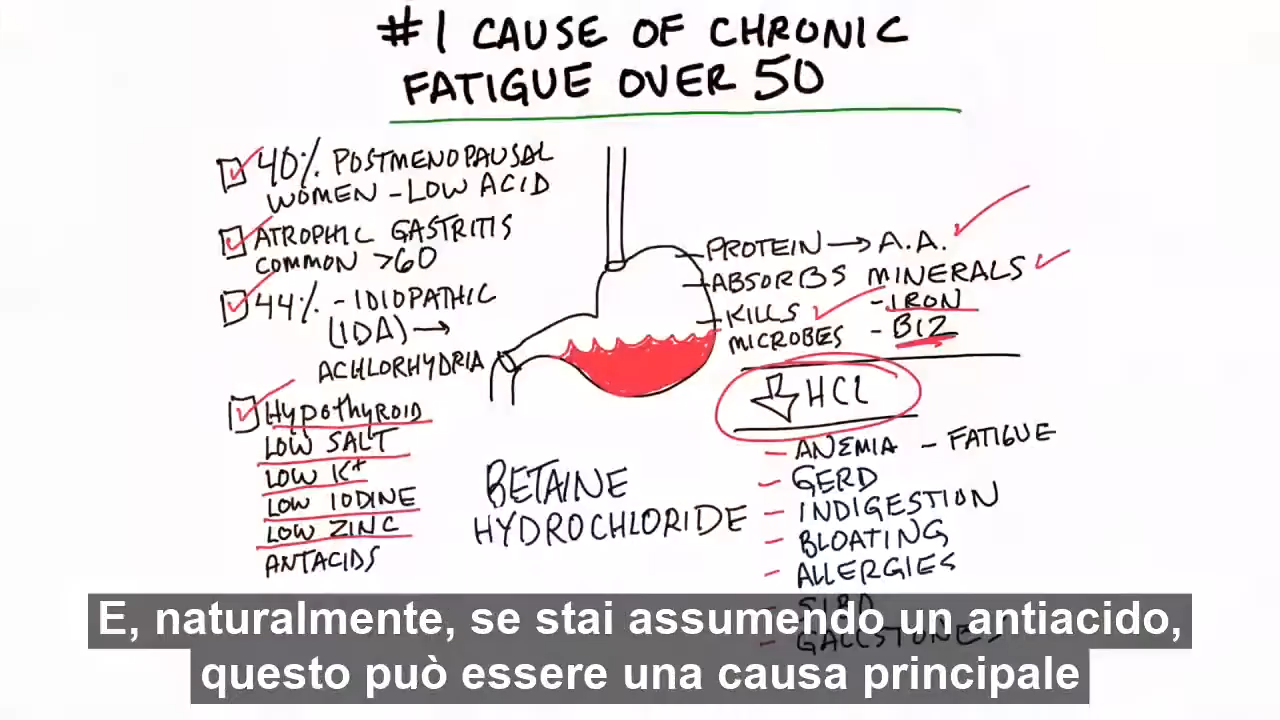 #1 CAUSE OF CHRONIC
FATIGUE OVER 50
40% POSTMENOPAUSAL
WOMEN - LOW ACID
ATROPHIC GASTRITIS
COMMON >60
44% - IDIOPATHIC
(IDA) →
ACHLORHYDRIA
HYPOTHYROID
LOW SALT
LOW K+
LOW IODINE
LOW ZINC
ANTACIDS
PROTEIN → A.A.
ABSORBS MINERALS
- IRON
- B12
KILLS
MICROBES
HCL
- ANEMIA - FATIGUE
- GERD
- INDIGESTION
- BLOATING
- ALLERGIES
- SIBO
- GALLSTONES
BETAINE
HYDROCHLORIDE
E, naturalmente, se stai assumendo un antiacido,
questo può essere una causa principale